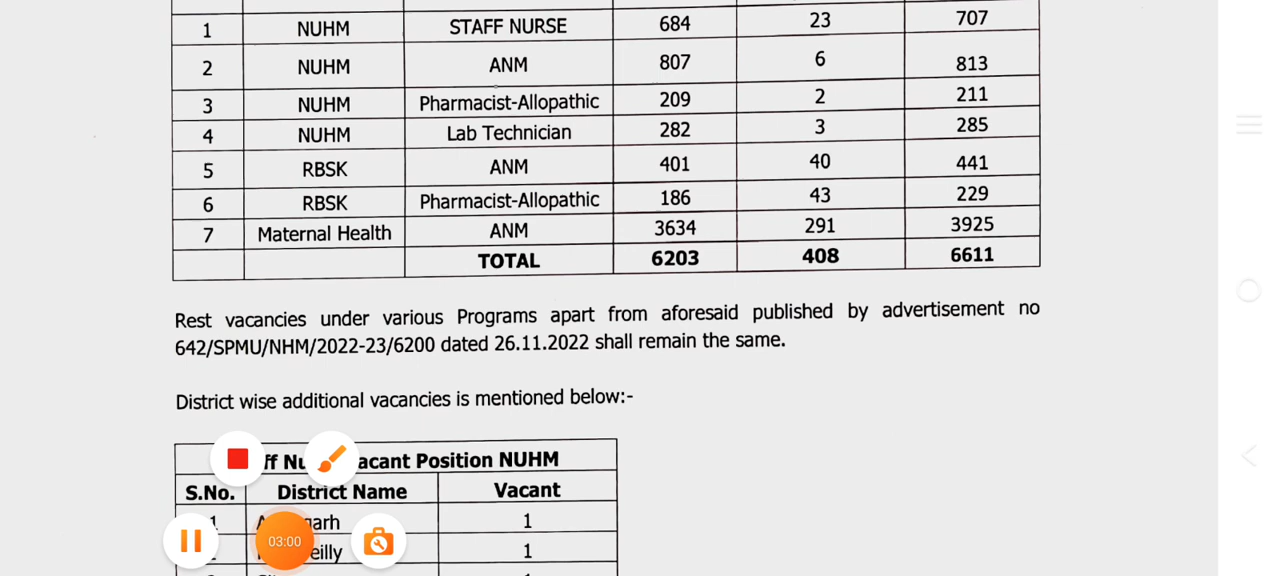 1 NUHM STAFF NURSE 684 23 707
2 NUHM ANM 807 6 813
3 NUHM Pharmacist-Allopathic 209 2 211
4 NUHM Lab Technician 282 3 285
5 RBSK ANM 401 40 441
6 RBSK Pharmacist-Allopathic 186 43 229
7 Maternal Health ANM 3634 291 3925
TOTAL 6203 408 6611
Rest vacancies under various Programs apart from aforesaid published by advertisement no
642/SPMU/NHM/2022-23/6200 dated 26.11.2022 shall remain the same.
District wise additional vacancies is mentioned below:-
Position NUHM
S.No. District Name Vacant
1 1
1
03:00